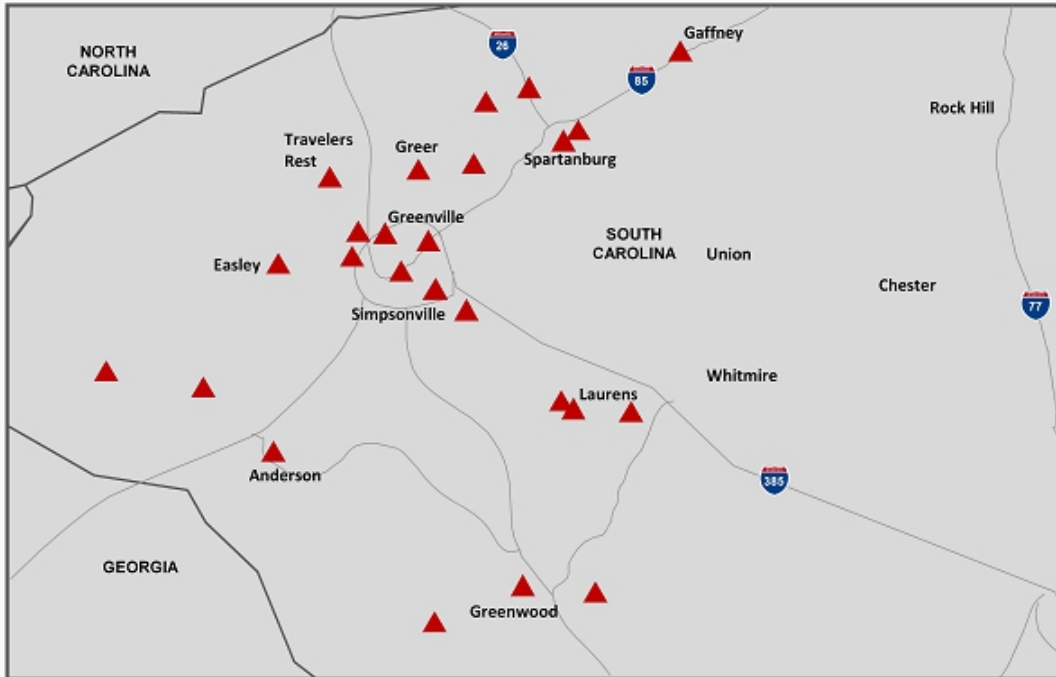 Gaffney
26
NORTH
CAROLINA
85
Rock Hill
Travelers
Rest
Greer
Spartanburg
Greenville
SOUTH
CAROLINA
Union
Easley
Chester
77
Simpsonville
Whitmire
Laurens
Anderson
385
GEORGIA
Greenwood